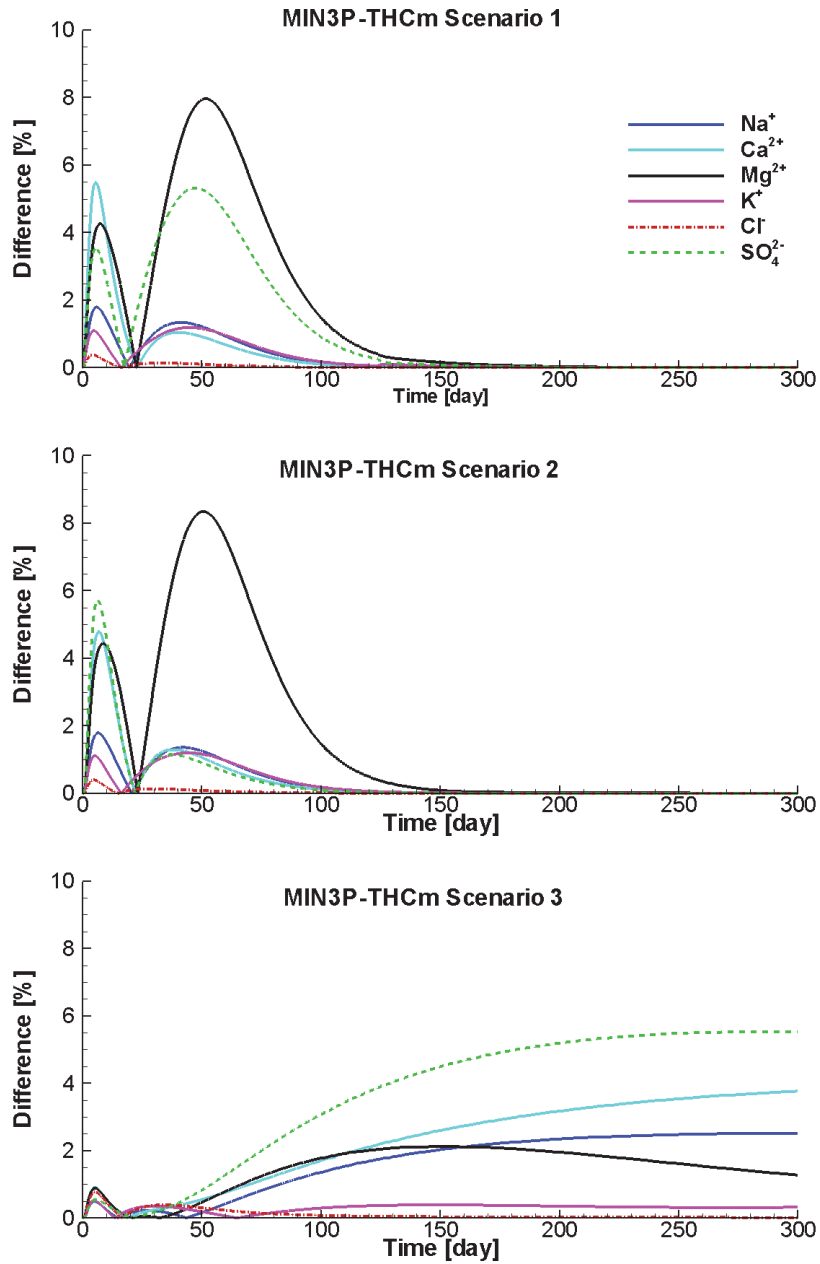 MIN3P-THCm Scenario 1
Difference [%]
10
8
6
4
2
0
Na⁺
Ca²⁺
Mg²⁺
K⁺
Cl⁻
SO₄²⁻
0 50 100 150 200 250 300
Time [day]
MIN3P-THCm Scenario 2
Difference [%]
10
8
6
4
2
0
0 50 100 150 200 250 300
Time [day]
MIN3P-THCm Scenario 3
Difference [%]
10
8
6
4
2
0
0 50 100 150 200 250 300
Time [day]